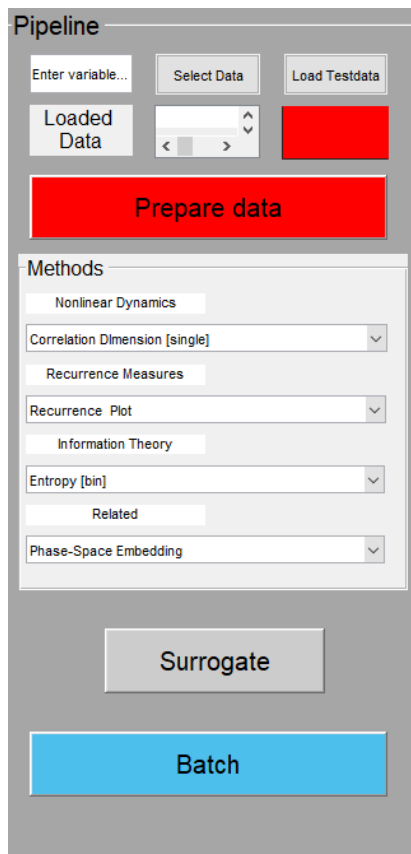 Pipeline
Enter variable... Select Data Load Testdata
Loaded
Data
Prepare data
Methods
Nonlinear Dynamics
Correlation DImension [single]
Recurrence Measures
Recurrence Plot
Information Theory
Entropy [bin]
Related
Phase-Space Embedding
Surrogate
Batch